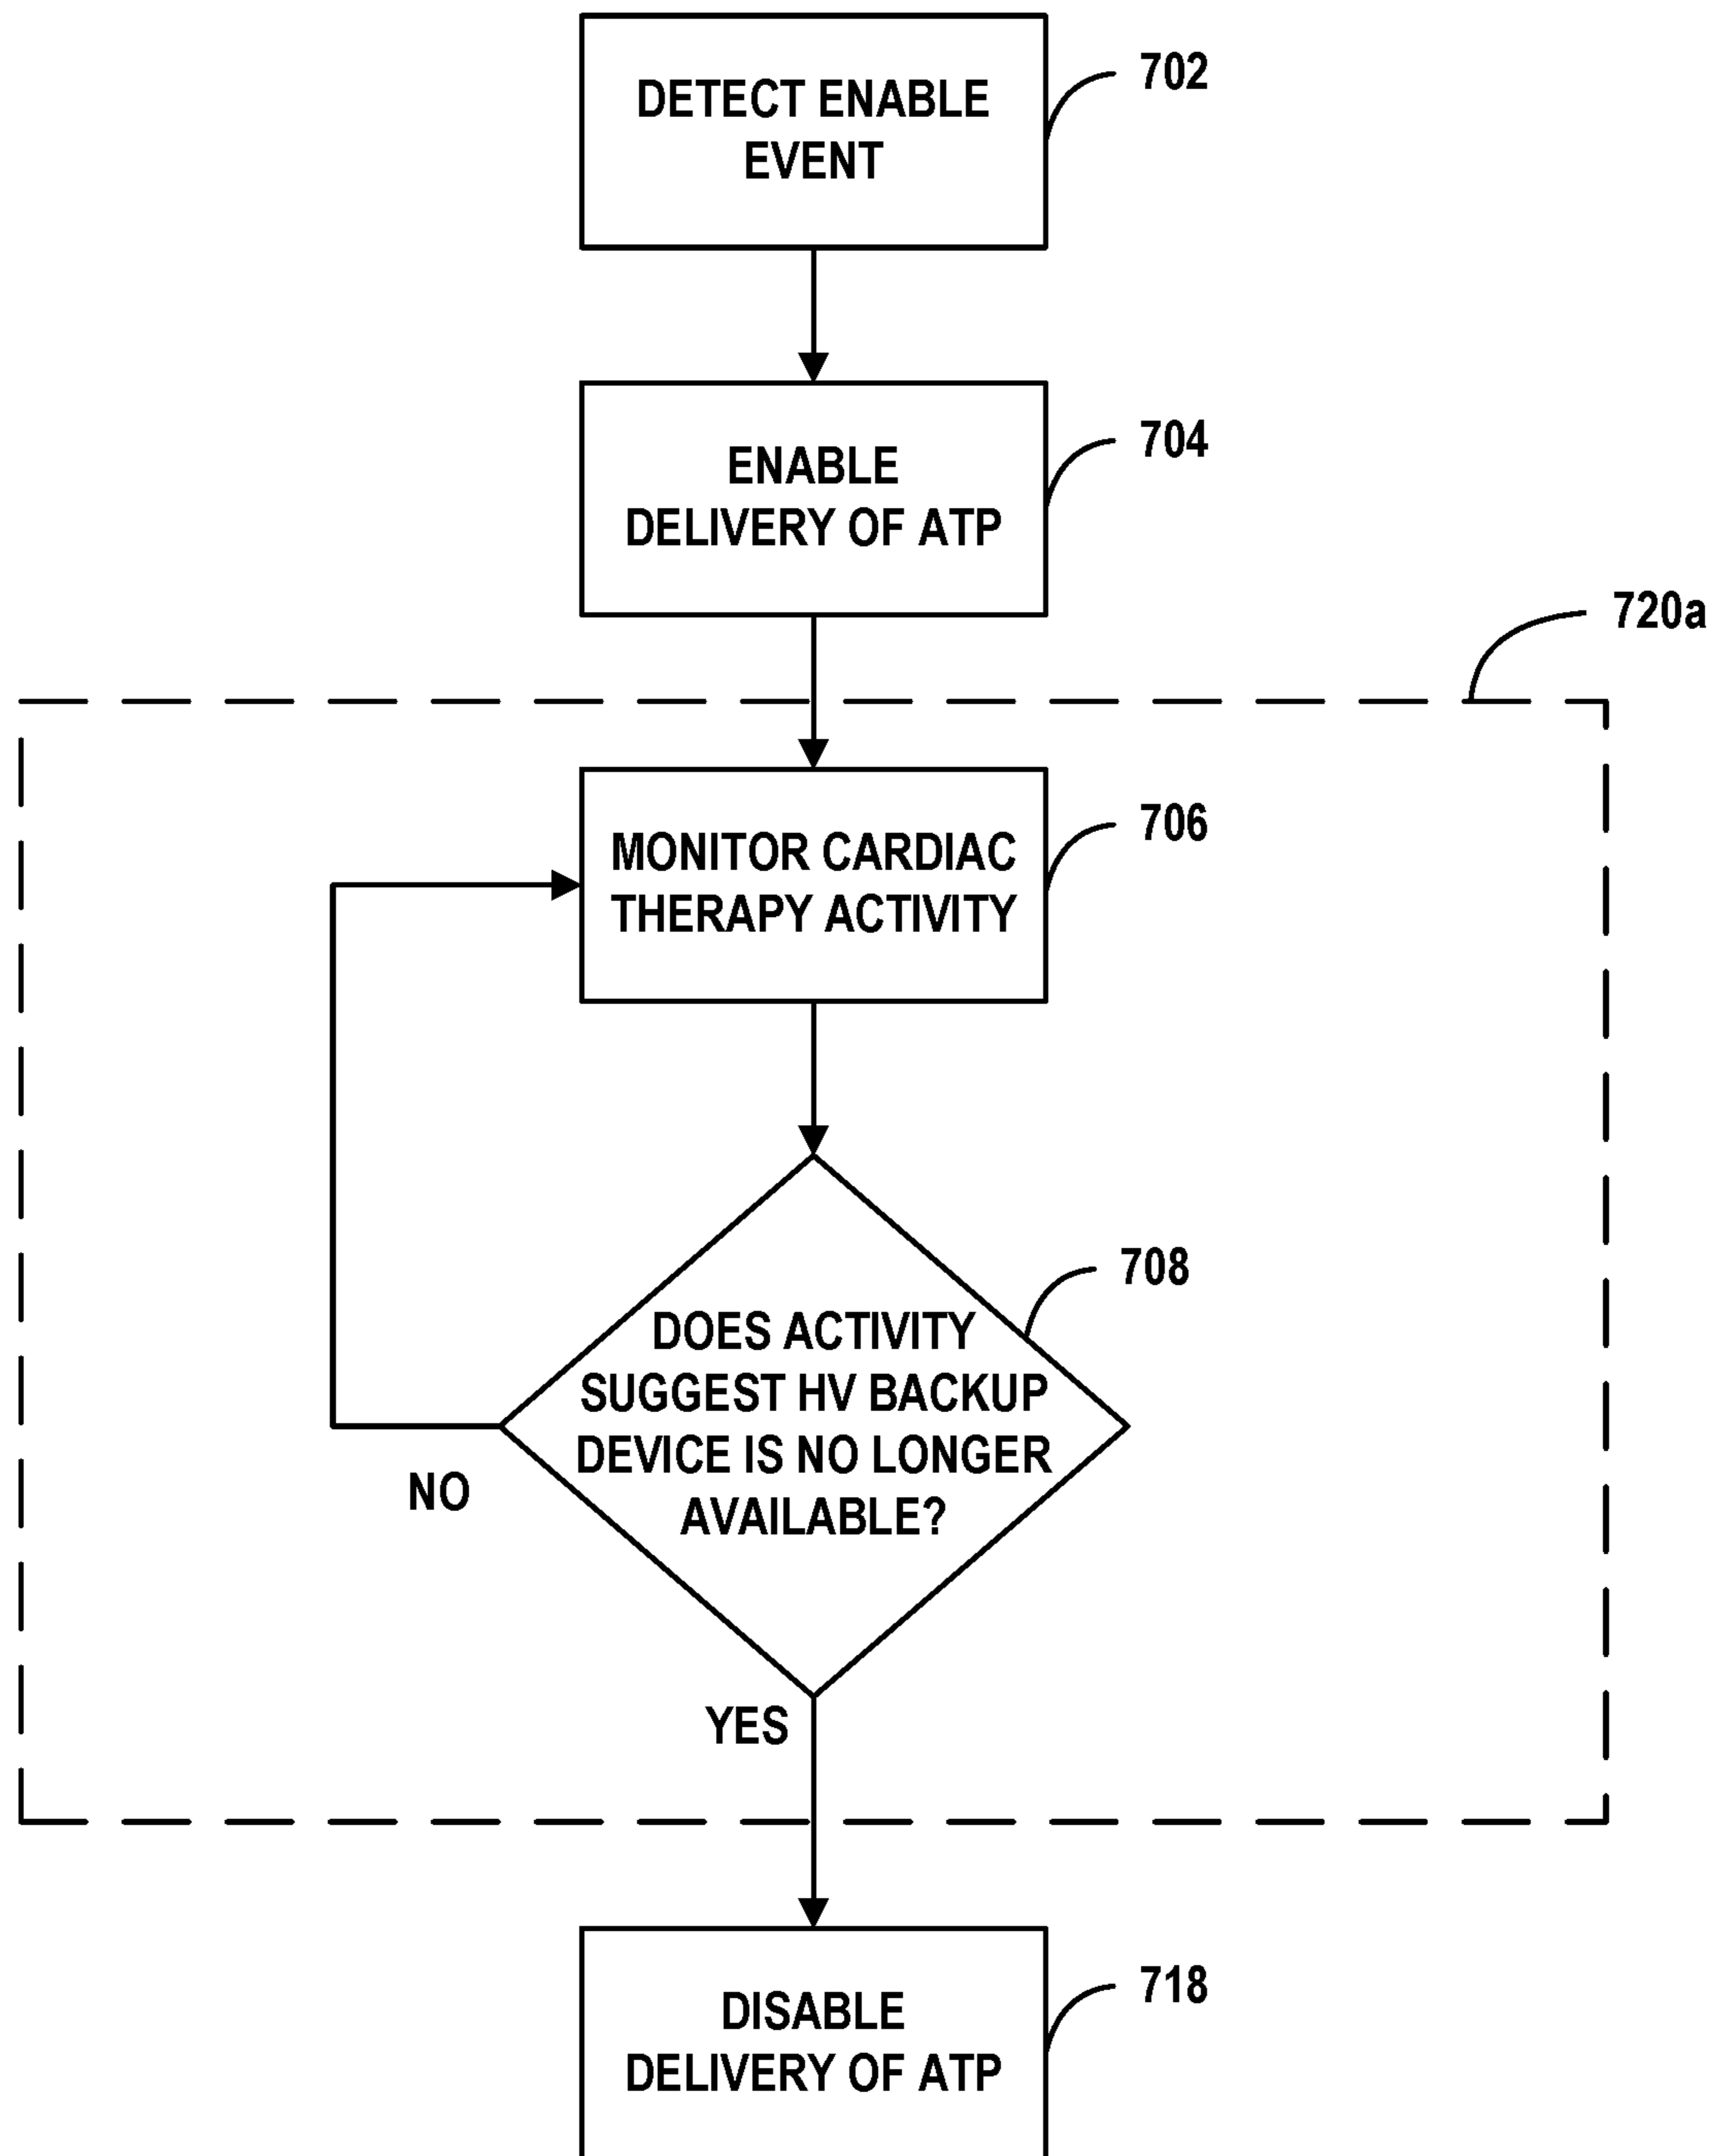 DETECT ENABLE
EVENT
702
ENABLE
DELIVERY OF ATP
704
720a
MONITOR CARDIAC
THERAPY ACTIVITY
706
708
DOES ACTIVITY
SUGGEST HV BACKUP
DEVICE IS NO LONGER
AVAILABLE?
NO
YES
DISABLE
DELIVERY OF ATP
718